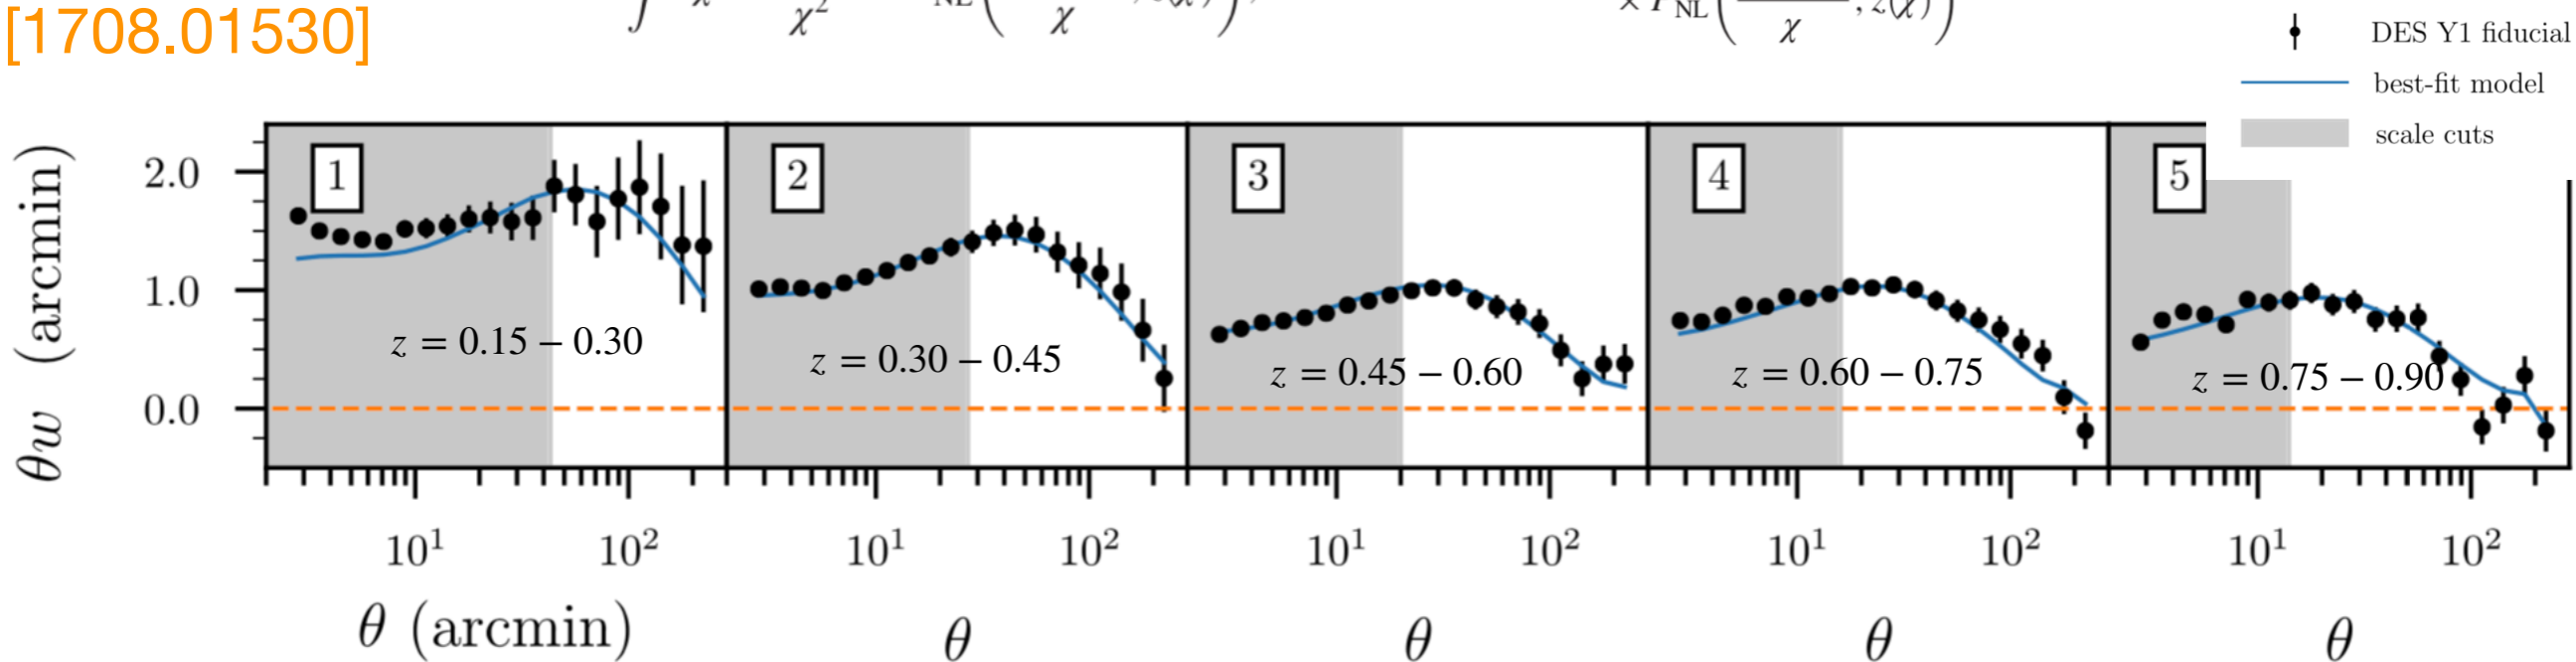 [1708.01530]
DES Y1 fiducial
best-fit model
scale cuts
θw (arcmin)
2.0
1.0
0.0
1
2
3
4
5
z = 0.15 − 0.30
z = 0.30 − 0.45
z = 0.45 − 0.60
z = 0.60 − 0.75
z = 0.75 − 0.90
10¹ 10² 10¹ 10² 10¹ 10² 10¹ 10² 10¹ 10²
θ (arcmin) θ θ θ θ